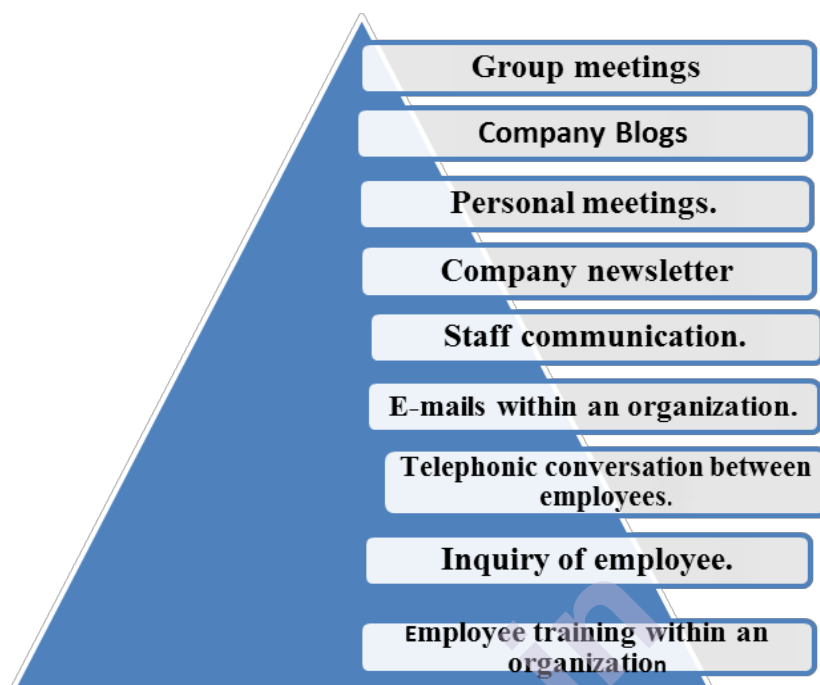 Group meetings
Company Blogs
Personal meetings.
Company newsletter
Staff communication.
E-mails within an organization.
Telephonic conversation between
employees.
Inquiry of employee.
Employee training within an
organization
in